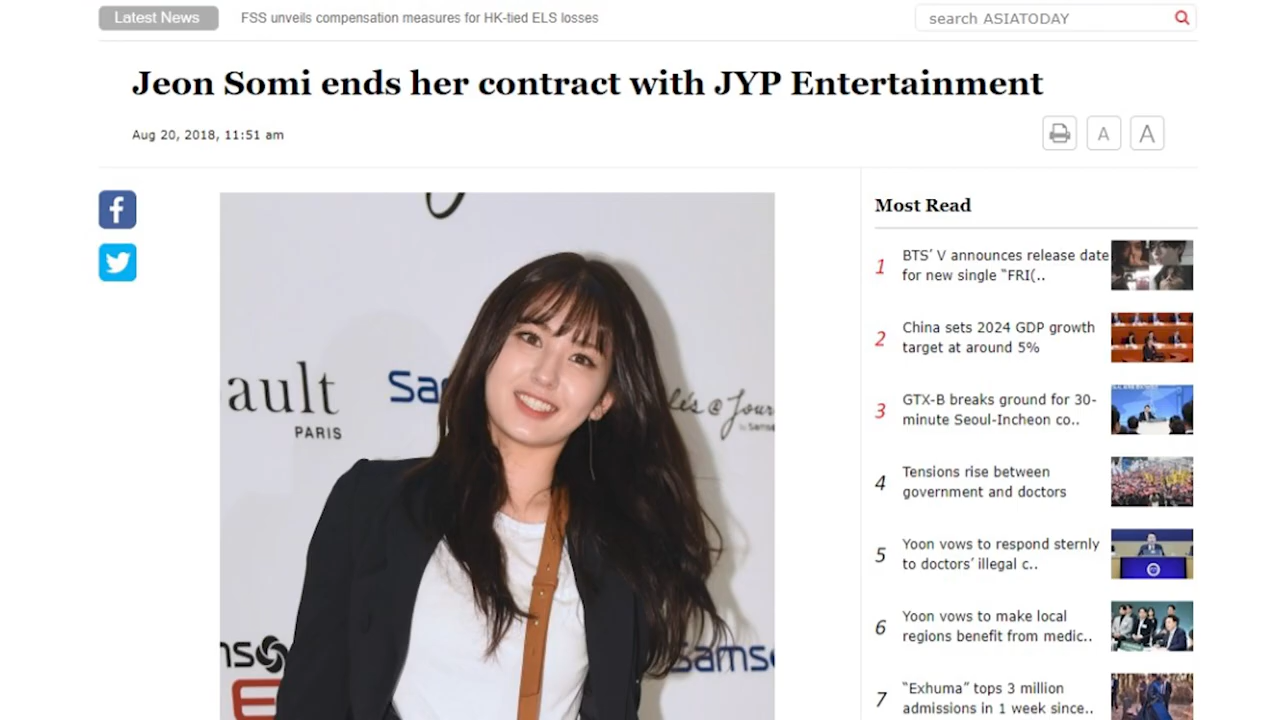 Latest News
FSS unveils compensation measures for HK-tied ELS losses
search ASIATODAY
Jeon Somi ends her contract with JYP Entertainment
Aug 20, 2018, 11:51 am
A
A
f
Most Read
1
BTS′ V announces release date
for new single “FRI(..
2
China sets 2024 GDP growth
target at around 5%
3
GTX-B breaks ground for 30-
minute Seoul-Incheon co..
4
Tensions rise between
government and doctors
5
Yoon vows to respond sternly
to doctors′ illegal c..
6
Yoon vows to make local
regions benefit from medic..
7
“Exhuma” tops 3 million
admissions in 1 week since..
ault
PARIS
Sa
@ Jour
by Sams
nso
E
sams